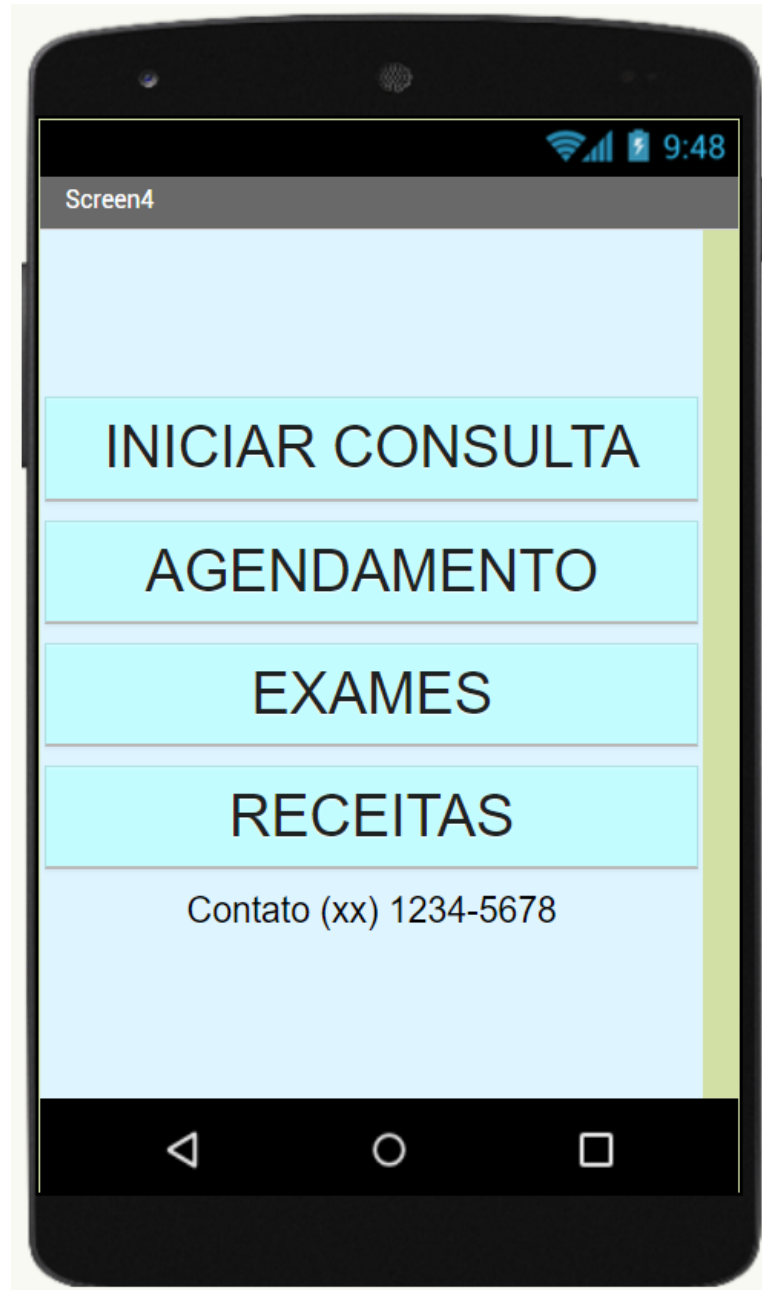 9:48
Screen4
INICIAR CONSULTA
AGENDAMENTO
EXAMES
RECEITAS
Contato (xx) 1234-5678